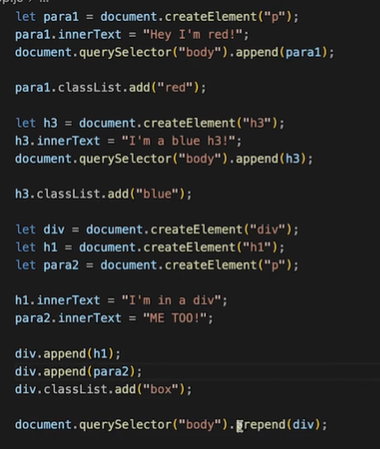 let para1 = document.createElement("p");
para1.innerText = "Hey I'm red!";
document.querySelector("body").append(para1);
para1.classList.add("red");
let h3 = document.createElement("h3");
h3.innerText = "I'm a blue h3!";
document.querySelector("body").append(h3);
h3.classList.add("blue");
let div = document.createElement("div");
let h1 = document.createElement("h1");
let para2 = document.createElement("p");
h1.innerText = "I'm in a div";
para2.innerText = "ME TOO!";
div.append(h1);
div.append(para2);
div.classList.add("box");
document.querySelector("body").prepend(div);